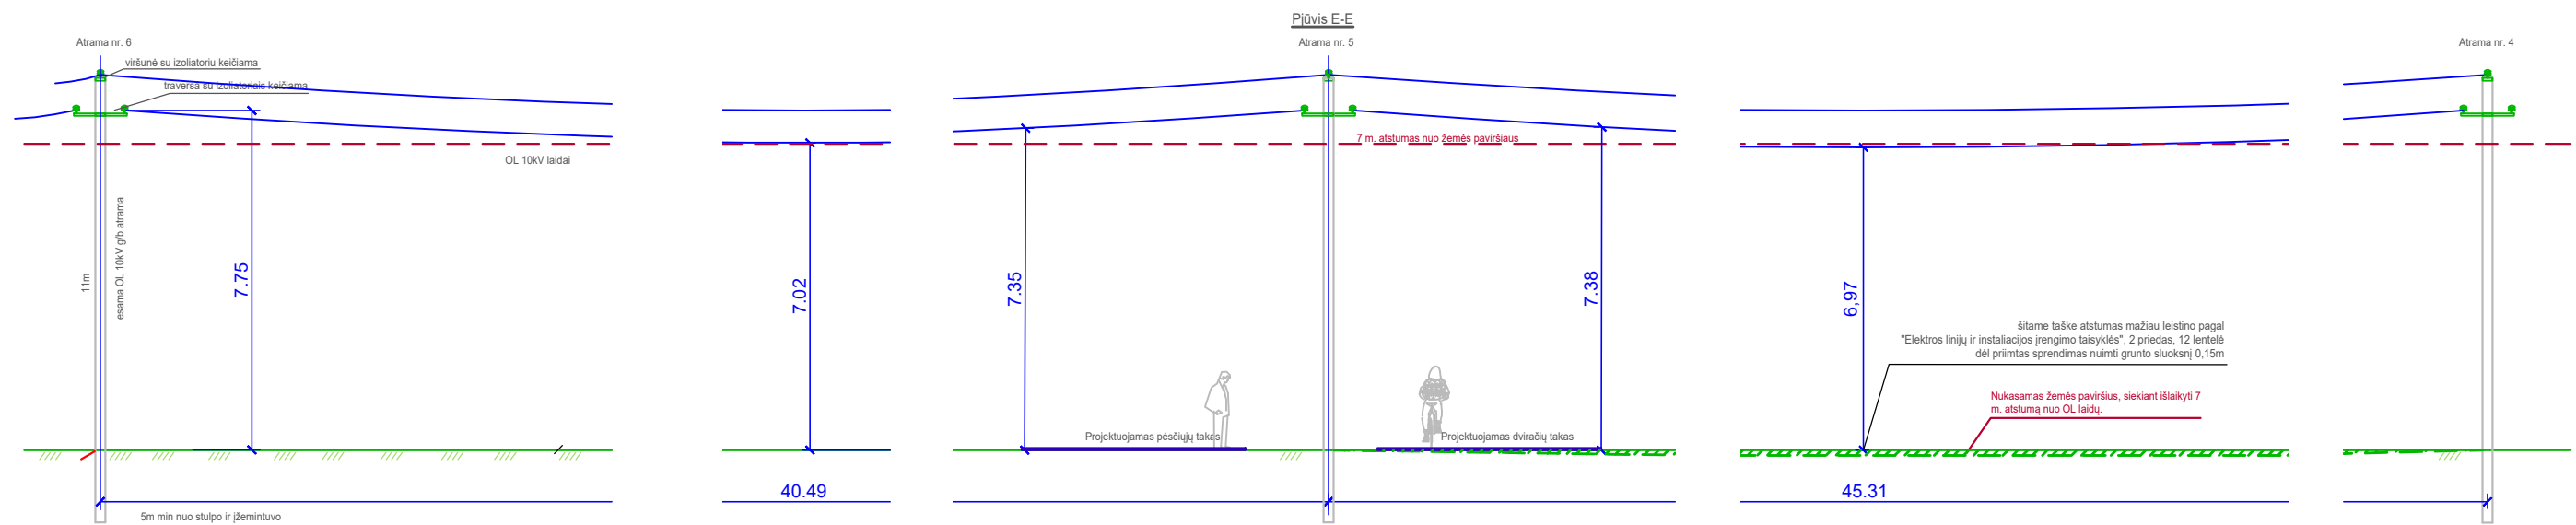 Pjūvis E-E
Atrama nr. 6
Atrama nr. 5
Atrama nr. 4
viršunė su izoliatoriu keičiama
traversa su izoliatoriais keičiama
7 m. atstumas nuo žemės paviršiaus
OL 10kV laidai
11m
esama OL 10kV g/b atrama
7.75
7.02
7.35
7.38
6,97
šitame taške atstumas mažiau leistino pagal
"Elektros linijų ir instaliacijos įrengimo taisyklės", 2 priedas, 12 lentelė
dėl priimtas sprendimas nuimti grunto sluoksnį 0,15m
Nukasamas žemės paviršius, siekiant išlaikyti 7
m. atstumą nuo OL laidų.
Projektuojamas pėsčiųjų takas
Projektuojamas dviračių takas
40.49
45.31
5m min nuo stulpo ir įžemintuvo